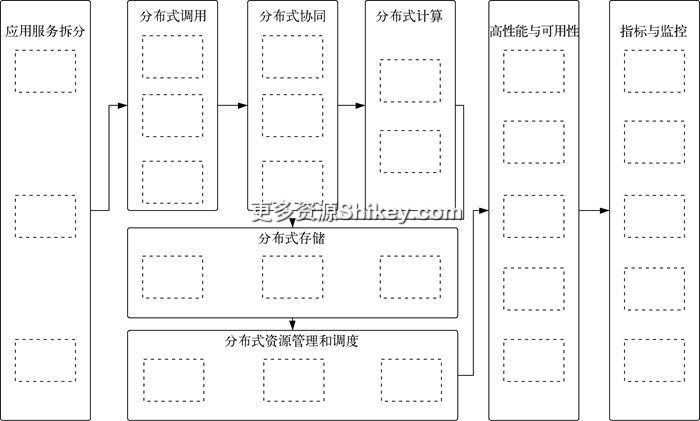 应用服务拆分
分布式调用
分布式协同
分布式计算
高性能与可用性
指标与监控
更多资源Shikey.com
分布式存储
分布式资源管理和调度